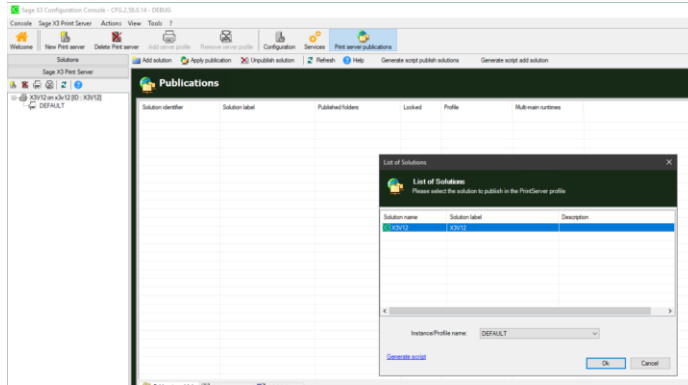 Sage X3 Configuration Console - CFG.2.58.0.14 - DEBUG
Console Sage X3 Print Server Actions View Tools ?
Welcome New Print server Delete Print server Add server profile Remove server profile Configuration Services Print server publications
Solutions
Sage X3 Print Server
Add solution Apply publication Unpublish solution Refresh Help Generate script publish solutions Generate script add solution
X3V12 on x3v12 [ID : X3V12]
DEFAULT
Publications
Solution identifier Solution label Published folders Locked Profile Multi-main runtimes
List of Solutions
List of Solutions
Please select the solution to publish in the PrintServer profile
Solution name Solution label Description
X3V12 X3V12
Instance/Profile name: DEFAULT
Generate script
Ok Cancel